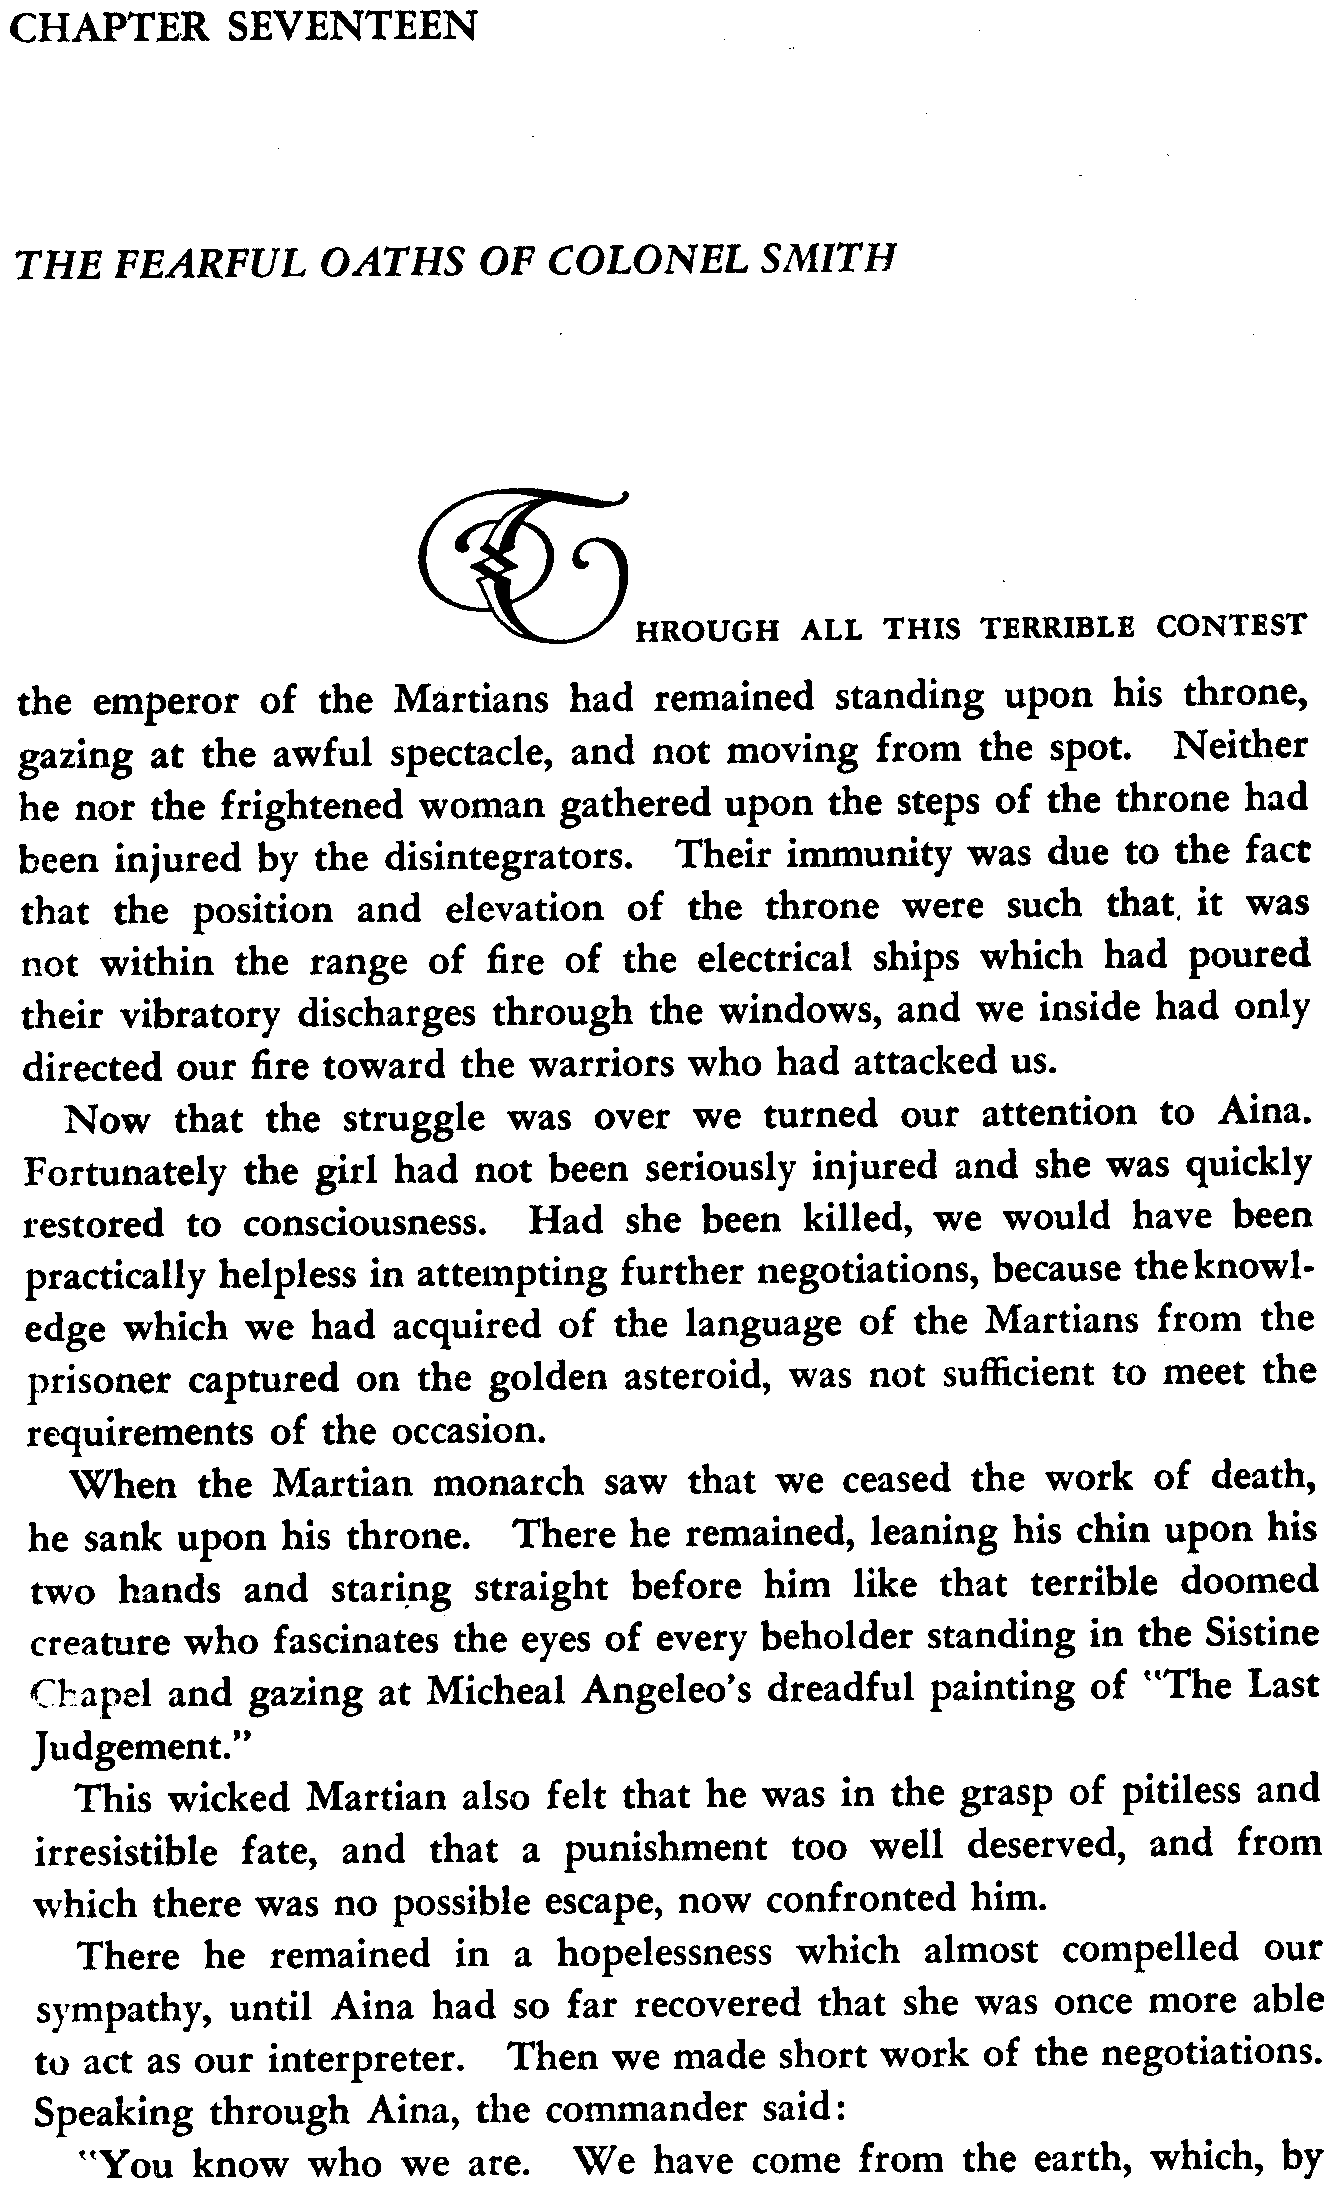 CHAPTER SEVENTEEN
THE FEARFUL OATHS OF COLONEL SMITH
THROUGH ALL THIS TERRIBLE CONTEST
the emperor of the Martians had remained standing upon his throne,
gazing at the awful spectacle, and not moving from the spot. Neither
he nor the frightened woman gathered upon the steps of the throne had
been injured by the disintegrators. Their immunity was due to the fact
that the position and elevation of the throne were such that it was
not within the range of fire of the electrical ships which had poured
their vibratory discharges through the windows, and we inside had only
directed our fire toward the warriors who had attacked us.
Now that the struggle was over we turned our attention to Aina.
Fortunately the girl had not been seriously injured and she was quickly
restored to consciousness. Had she been killed, we would have been
practically helpless in attempting further negotiations, because the knowl-
edge which we had acquired of the language of the Martians from the
prisoner captured on the golden asteroid, was not sufficient to meet the
requirements of the occasion.
When the Martian monarch saw that we ceased the work of death,
he sank upon his throne. There he remained, leaning his chin upon his
two hands and staring straight before him like that terrible doomed
creature who fascinates the eyes of every beholder standing in the Sistine
Chapel and gazing at Micheal Angeleo's dreadful painting of "The Last
Judgement."
This wicked Martian also felt that he was in the grasp of pitiless and
irresistible fate, and that a punishment too well deserved, and from
which there was no possible escape, now confronted him.
There he remained in a hopelessness which almost compelled our
sympathy, until Aina had so far recovered that she was once more able
to act as our interpreter. Then we made short work of the negotiations.
Speaking through Aina, the commander said:
"You know who we are. We have come from the earth, which, by